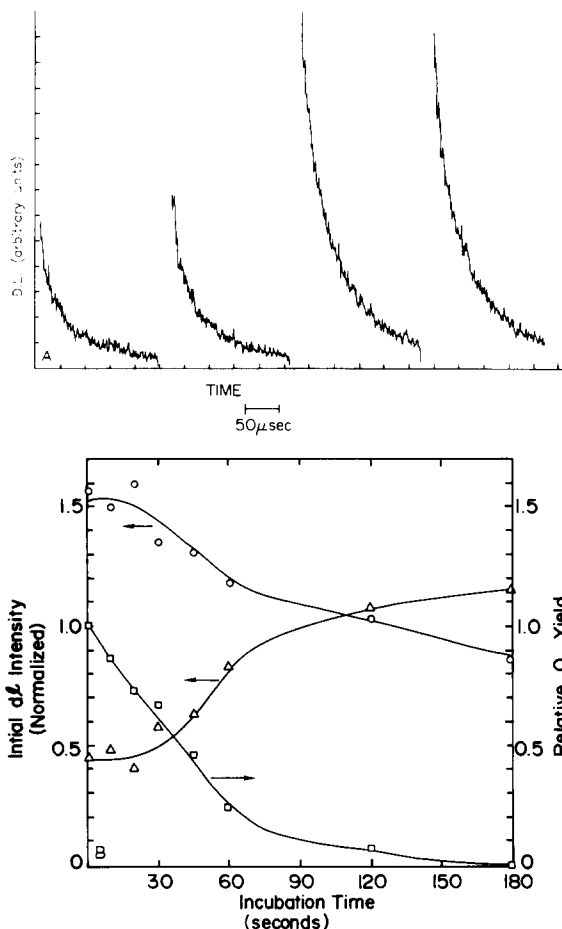 D.L. (arbitrary units)
A
TIME
50µsec
Intial dℓ Intensity
(Normalized)
1.5
1.0
0.5
0
B
1.5
1.0
0.5
0
Relative O₂ Yield
30 60 90 120 150 180
Incubation Time
(seconds)